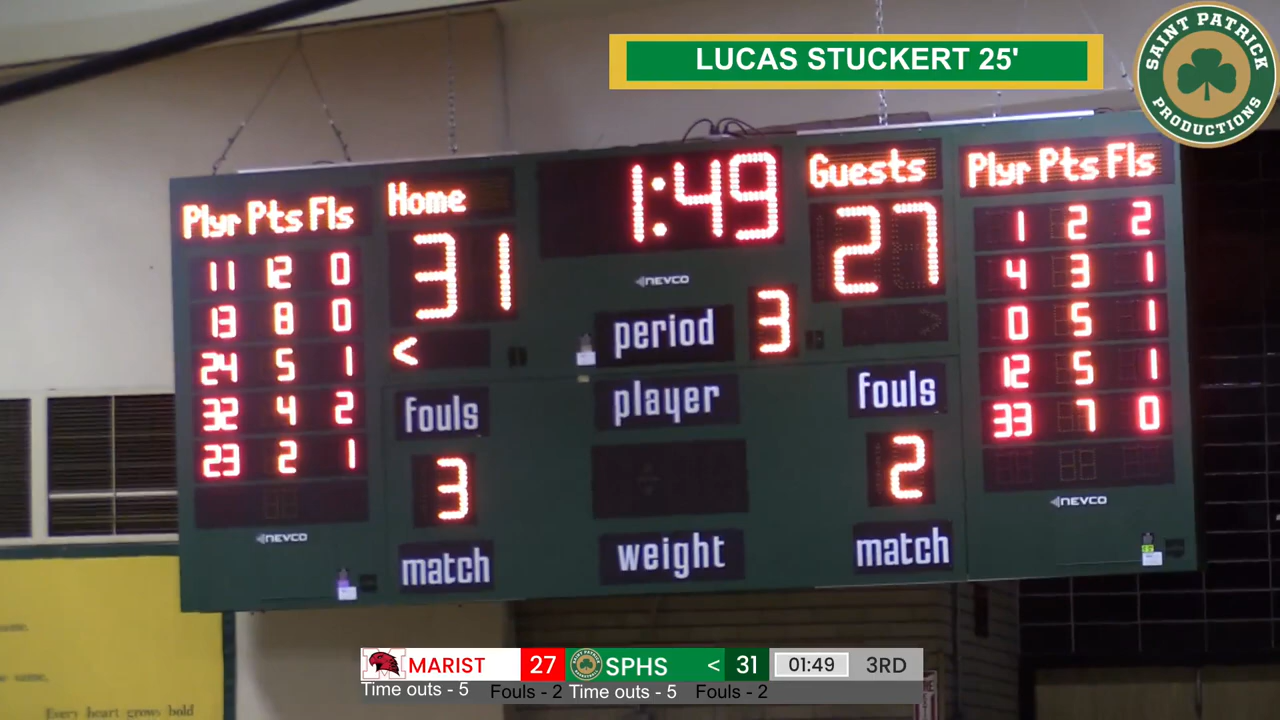 LUCAS STUCKERT 25'
SAINT PATRICK
PRODUCTIONS
Plyr Pts Fls
Home
1:49
Guests
Plyr Pts Fls
31
27
11 12 0
13 8 0
24 5 1
32 4 2
23 2 1
1 2 2
4 3 1
0 5 1
12 5 1
33 7 0
NEVCO
period
3
<
fouls
player
fouls
3
2
match
weight
match
NEVCO
NEVCO
Every heart grows bold
MARIST 27 SPHS < 31 01:49 3RD
Time outs - 5 Fouls - 2 Time outs - 5 Fouls - 2